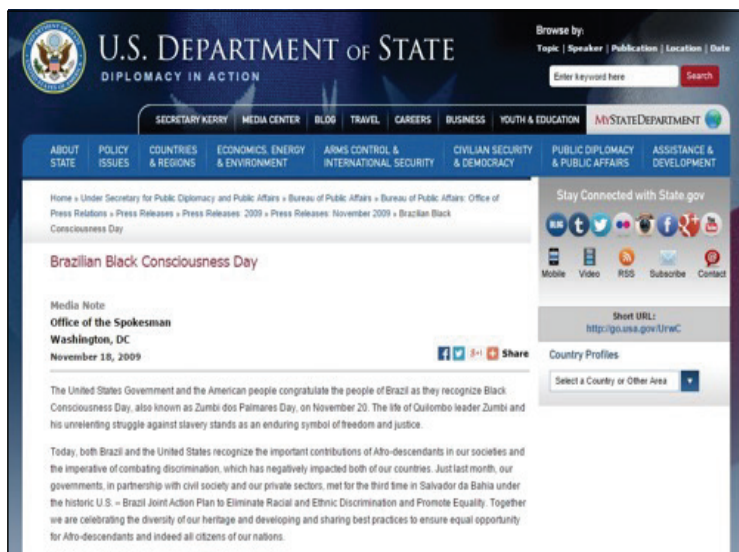 Browse by:
U.S. DEPARTMENT OF STATE
Topic | Speaker | Publication | Location | Date
DIPLOMACY IN ACTION
Enter keyword here
Search
SECRETARY KERRY MEDIA CENTER BLOG TRAVEL CAREERS BUSINESS YOUTH & EDUCATION MYSTATEDEPARTMENT
ABOUT STATE
POLICY ISSUES
COUNTRIES & REGIONS
ECONOMICS, ENERGY & ENVIRONMENT
ARMS CONTROL & INTERNATIONAL SECURITY
CIVILIAN SECURITY & DEMOCRACY
PUBLIC DIPLOMACY & PUBLIC AFFAIRS
ASSISTANCE & DEVELOPMENT
Home » Under Secretary for Public Diplomacy and Public Affairs » Bureau of Public Affairs » Bureau of Public Affairs: Office of
Press Relations » Press Releases » Press Releases: 2009 » Press Releases: November 2009 » Brazilian Black
Consciousness Day
Brazilian Black Consciousness Day
Media Note
Office of the Spokesman
Washington, DC
November 18, 2009
Share
The United States Government and the American people congratulate the people of Brazil as they recognize Black
Consciousness Day, also known as Zumbi dos Palmares Day, on November 20. The life of Quilombo leader Zumbi and
his unrelenting struggle against slavery stands as an enduring symbol of freedom and justice.
Today, both Brazil and the United States recognize the important contributions of Afro-descendants in our societies and
the imperative of combating discrimination, which has negatively impacted both of our countries. Just last month, our
governments, in partnership with civil society and our private sectors, met for the third time in Salvador da Bahia under
the historic U.S. – Brazil Joint Action Plan to Eliminate Racial and Ethnic Discrimination and Promote Equality. Together
we are celebrating the diversity of our heritage and developing and sharing best practices to ensure equal opportunity
for Afro-descendants and indeed all citizens of our nations.
Stay Connected with State.gov
BLOG
Mobile Video RSS Subscribe Contact
Short URL:
http://go.usa.gov/UrwC
Country Profiles
Select a Country or Other Area